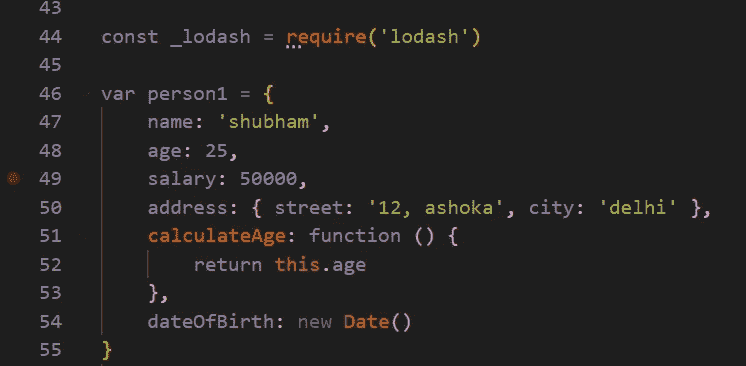 43
44 const _lodash = require('lodash')
45
46 var person1 = {
47 name: 'shubham',
48 age: 25,
49 salary: 50000,
50 address: { street: '12, ashoka', city: 'delhi' },
51 calculateAge: function () {
52 return this.age
53 },
54 dateOfBirth: new Date()
55 }